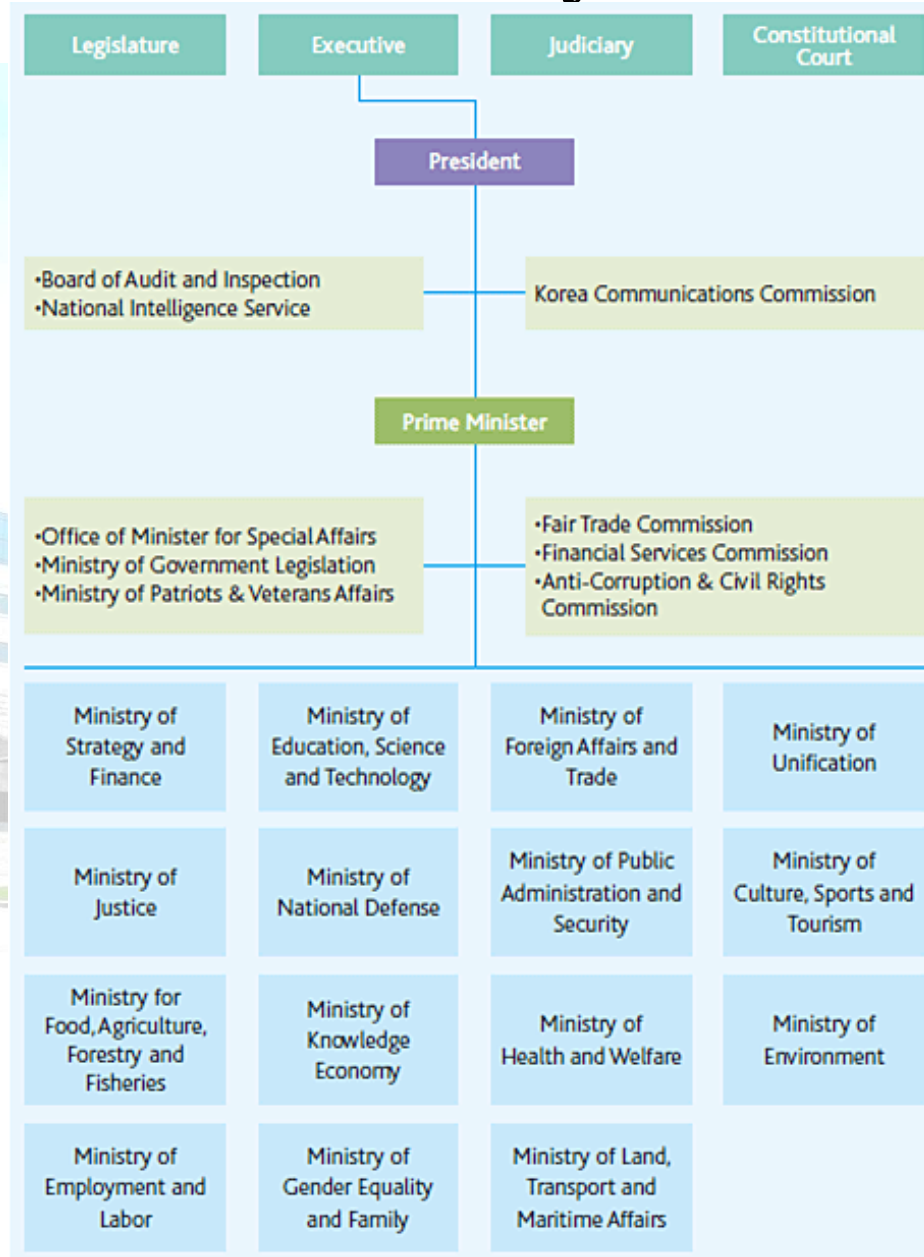 Legislature
Executive
Judiciary
Constitutional
Court
President
•Board of Audit and Inspection
•National Intelligence Service
Korea Communications Commission
Prime Minister
•Office of Minister for Special Affairs
•Ministry of Government Legislation
•Ministry of Patriots & Veterans Affairs
•Fair Trade Commission
•Financial Services Commission
•Anti-Corruption & Civil Rights
Commission
Ministry of
Strategy and
Finance
Ministry of
Education, Science
and Technology
Ministry of
Foreign Affairs and
Trade
Ministry of
Unification
Ministry of
Justice
Ministry of
National Defense
Ministry of Public
Administration and
Security
Ministry of
Culture, Sports and
Tourism
Ministry for
Food, Agriculture,
Forestry and
Fisheries
Ministry of
Knowledge
Economy
Ministry of
Health and Welfare
Ministry of
Environment
Ministry of
Employment and
Labor
Ministry of
Gender Equality
and Family
Ministry of Land,
Transport and
Maritime Affairs